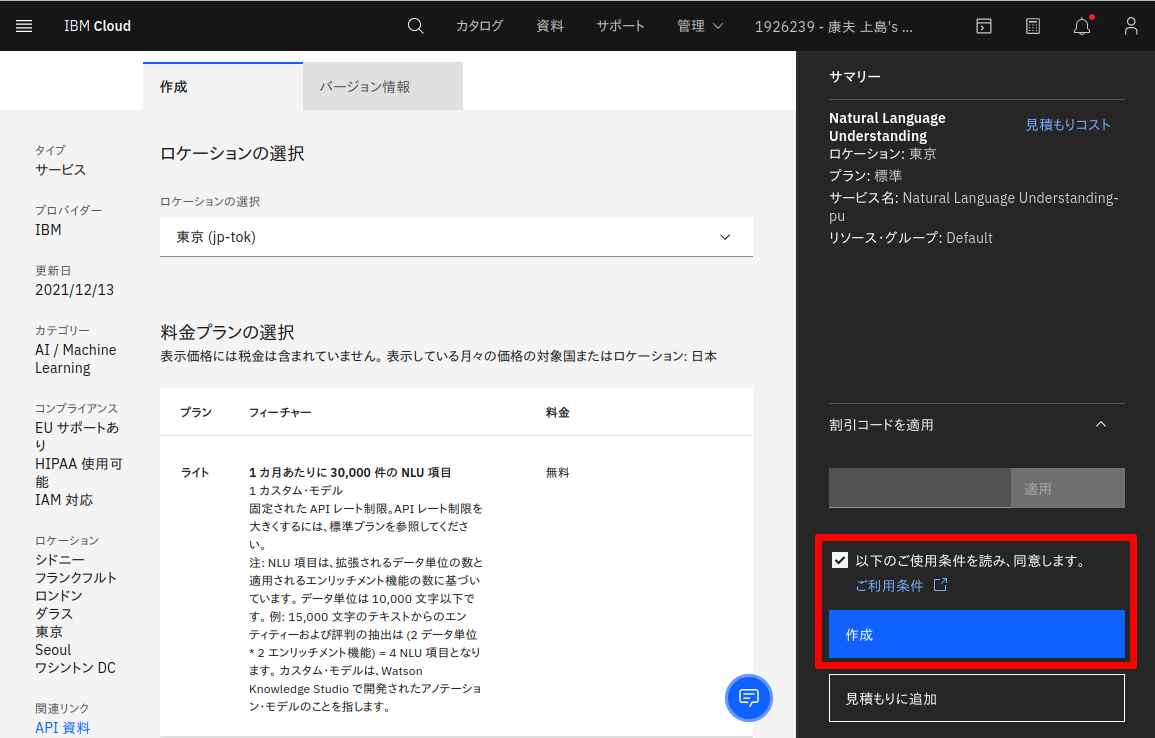 IBM Cloud
カタログ
資料
サポート
管理
1926239 - 康夫 上島's ...
作成
バージョン情報
タイプ
サービス
プロバイダー
IBM
更新日
2021/12/13
カテゴリー
AI / Machine
Learning
コンプライアンス
EU サポートあ
り
HIPAA 使用可
能
IAM 対応
ロケーション
シドニー
フランクフルト
ロンドン
ダラス
東京
Seoul
ワシントン DC
関連リンク
API 資料
ロケーションの選択
ロケーションの選択
東京 (jp-tok)
料金プランの選択
表示価格には税金は含まれていません。表示している月々の価格の対象国またはロケーション: 日本
プラン
フィーチャー
料金
ライト
1 カ月あたりに 30,000 件の NLU 項目
無料
1 カスタム・モデル
固定された API レート制限。API レート制限を
大きくするには、標準プランを参照してくださ
い。
注: NLU 項目は、拡張されるデータ単位の数と
適用されるエンリッチメント機能の数に基づい
ています。データ単位は 10,000 文字以下で
す。例: 15,000 文字のテキストからのエン
ティティーおよび評判の抽出は (2 データ単位
* 2 エンリッチメント機能) = 4 NLU 項目となり
ます。カスタム・モデルは、Watson
Knowledge Studio で開発されたアノテーショ
ン・モデルのことを指します。
サマリー
Natural Language
Understanding
見積もりコスト
ロケーション: 東京
プラン: 標準
サービス名: Natural Language Understanding-
pu
リソース・グループ: Default
割引コードを適用
適用
以下のご使用条件を読み、同意します。
ご利用条件
作成
見積もりに追加